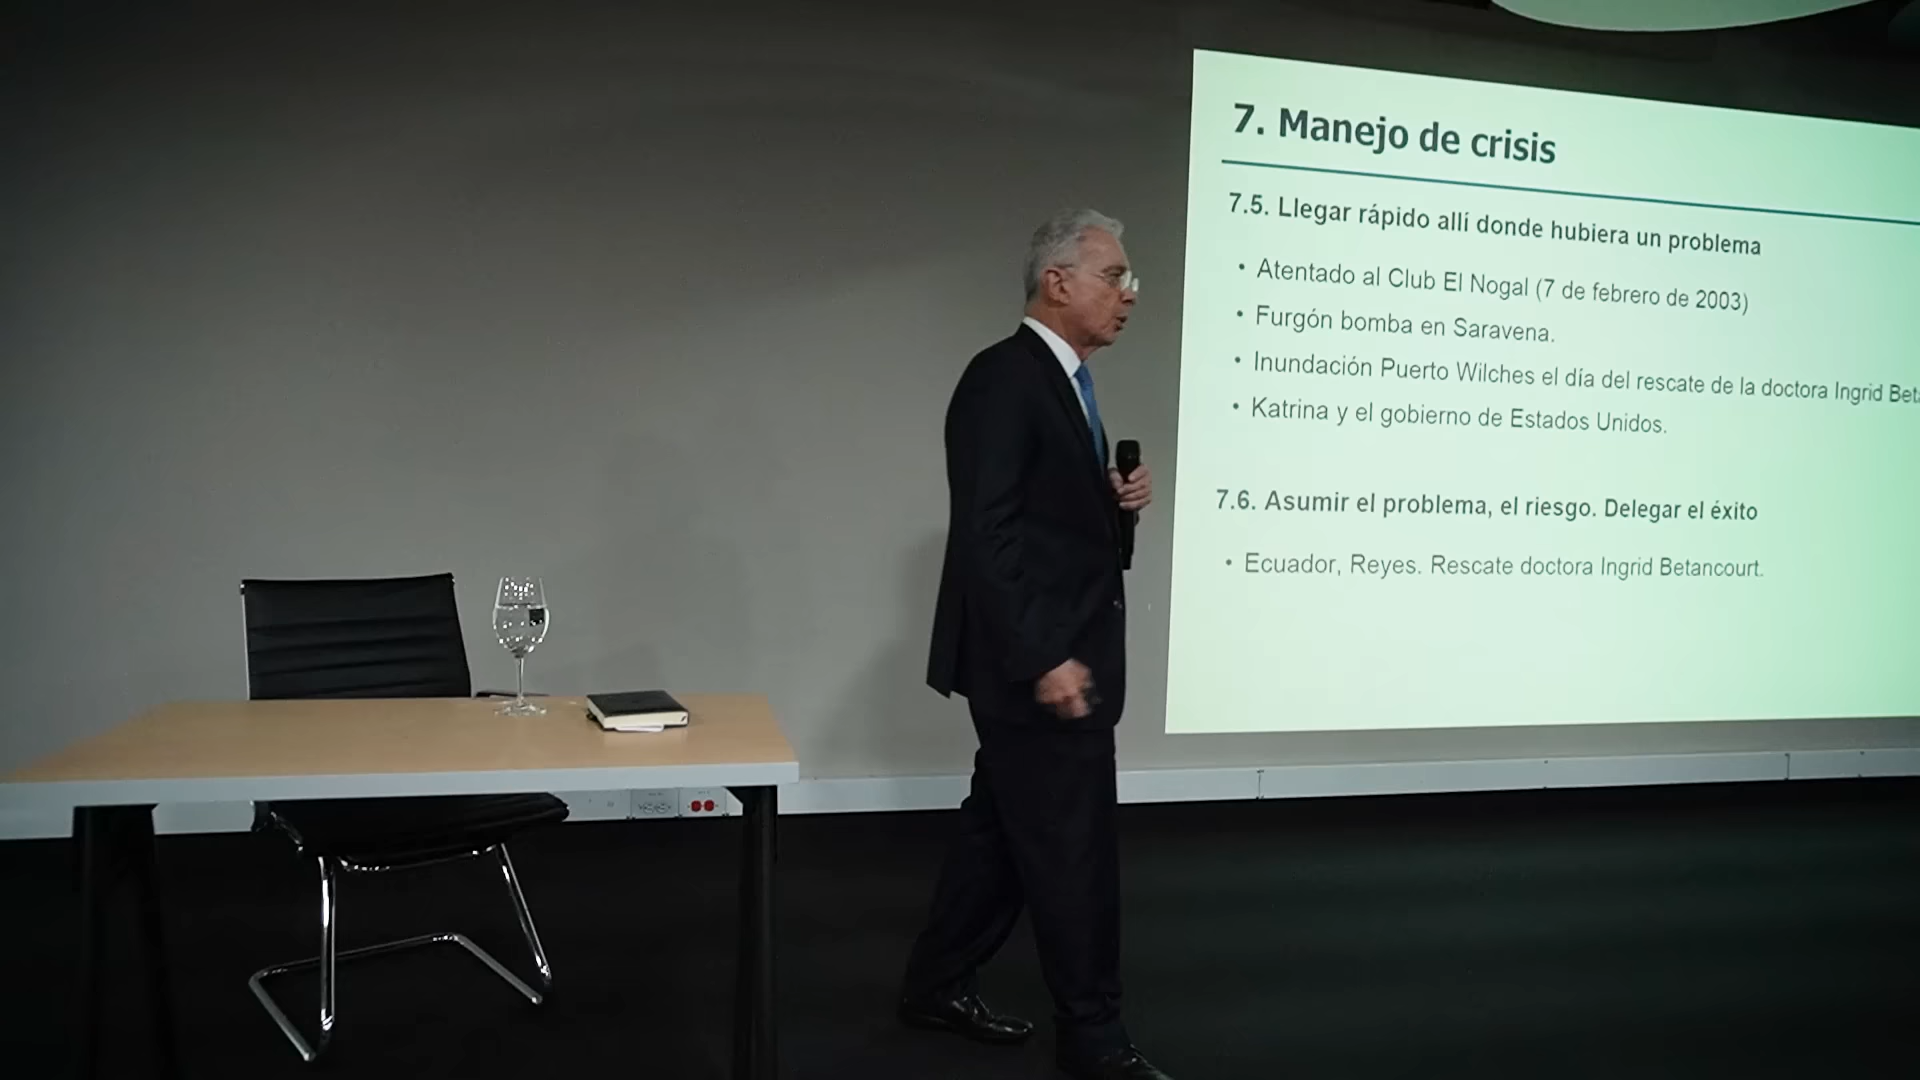 7. Manejo de crisis
7.5. Llegar rápido allí donde hubiera un problema
• Atentado al Club El Nogal (7 de febrero de 2003)
• Furgón bomba en Saravena.
• Inundación Puerto Wilches el día del rescate de la doctora Ingrid Bet
• Katrina y el gobierno de Estados Unidos.
7.6. Asumir el problema, el riesgo. Delegar el éxito
• Ecuador, Reyes. Rescate doctora Ingrid Betancourt.